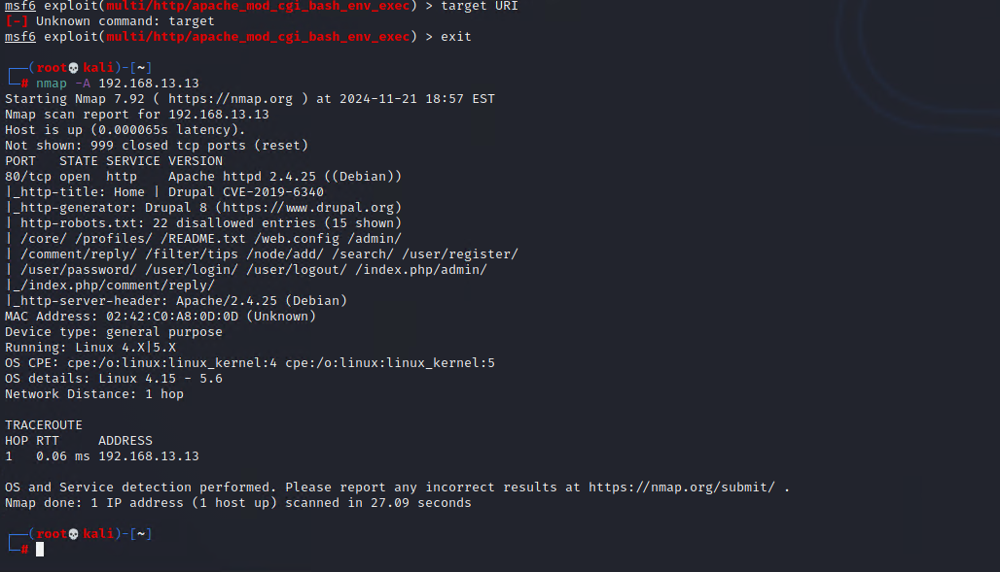 msf6 exploit(multi/http/apache_mod_cgi_bash_env_exec) > target URI
[-] Unknown command: target
msf6 exploit(multi/http/apache_mod_cgi_bash_env_exec) > exit
┌──(root💀kali)-[~]
└─# nmap -A 192.168.13.13
Starting Nmap 7.92 ( https://nmap.org ) at 2024-11-21 18:57 EST
Nmap scan report for 192.168.13.13
Host is up (0.000065s latency).
Not shown: 999 closed tcp ports (reset)
PORT   STATE SERVICE VERSION
80/tcp open  http    Apache httpd 2.4.25 ((Debian))
|_http-title: Home | Drupal CVE-2019-6340
|_http-generator: Drupal 8 (https://www.drupal.org)
| http-robots.txt: 22 disallowed entries (15 shown)
| /core/ /profiles/ /README.txt /web.config /admin/
| /comment/reply/ /filter/tips /node/add/ /search/ /user/register/
| /user/password/ /user/login/ /user/logout/ /index.php/admin/
|_/index.php/comment/reply/
|_http-server-header: Apache/2.4.25 (Debian)
MAC Address: 02:42:C0:A8:0D:0D (Unknown)
Device type: general purpose
Running: Linux 4.X|5.X
OS CPE: cpe:/o:linux:linux_kernel:4 cpe:/o:linux:linux_kernel:5
OS details: Linux 4.15 - 5.6
Network Distance: 1 hop
TRACEROUTE
HOP RTT     ADDRESS
1   0.06 ms 192.168.13.13
OS and Service detection performed. Please report any incorrect results at https://nmap.org/submit/ .
Nmap done: 1 IP address (1 host up) scanned in 27.09 seconds
┌──(root💀kali)-[~]
└─#